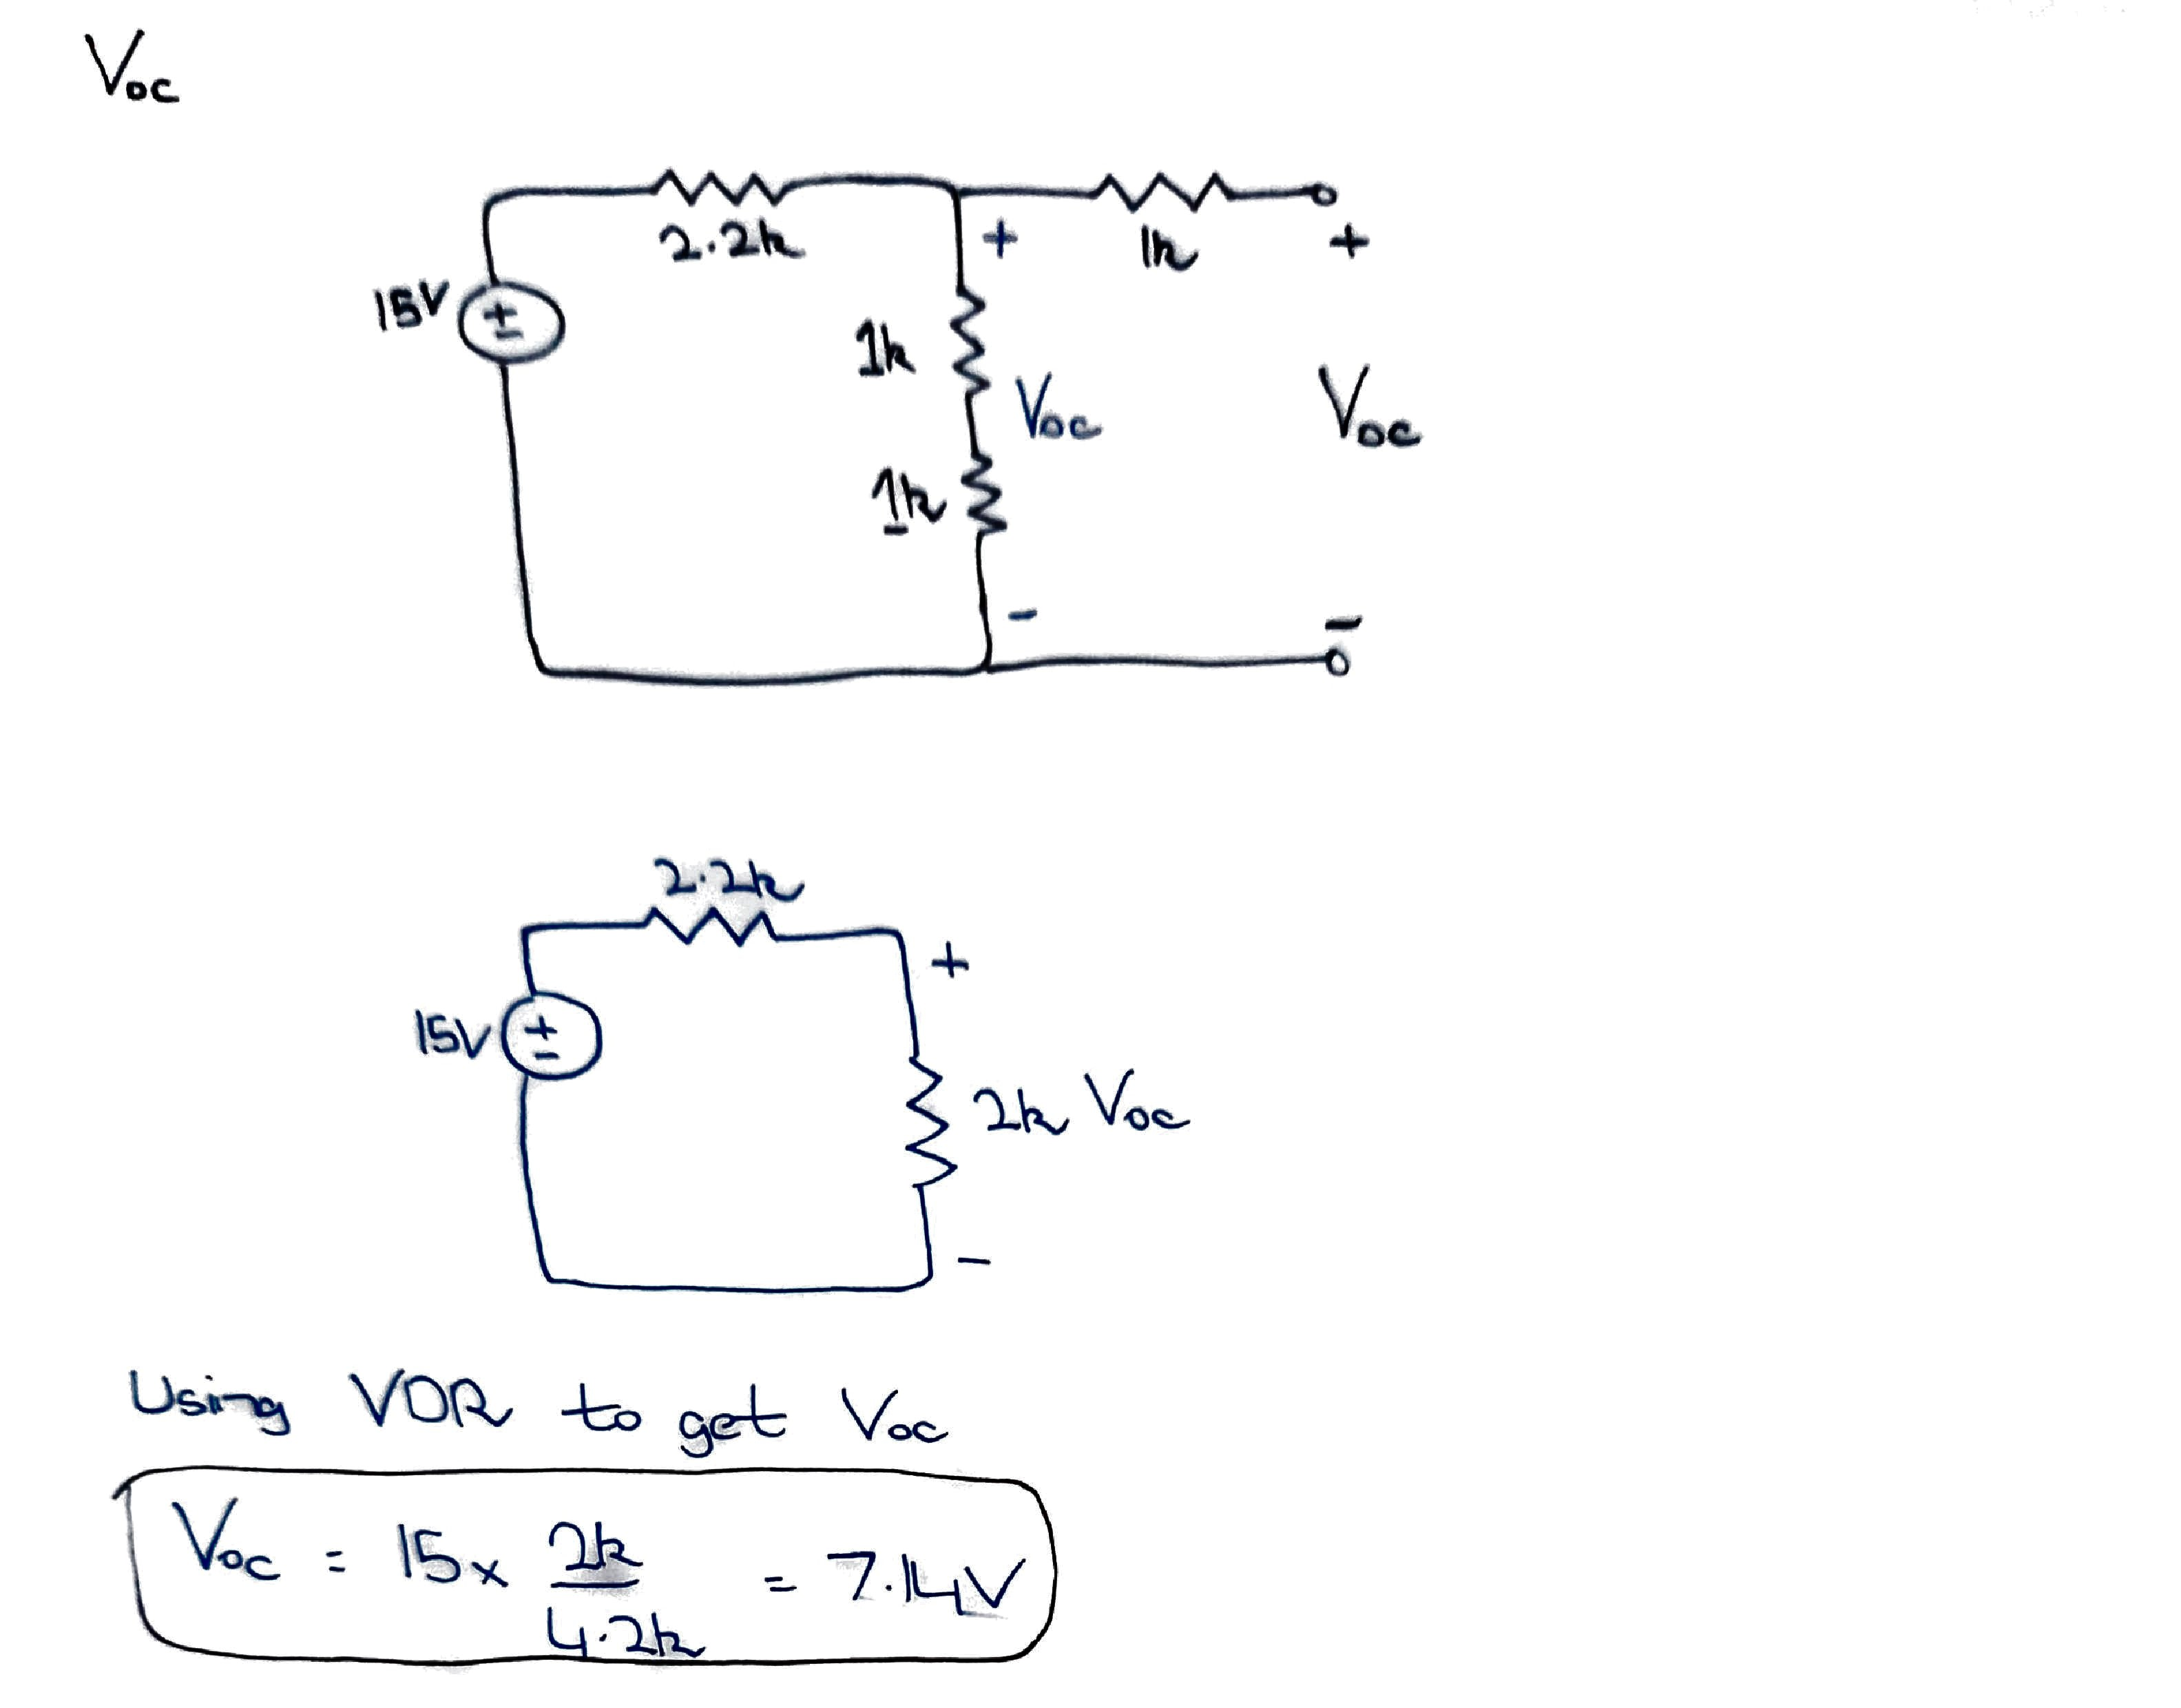 Voc
2.2k
+
1k
+
15V
+
-
1k
Voc
Voc
1k
-
-
2.2k
+
15V
+
-
2k Voc
-
Using VDR to get Voc
Voc = 15x 2k/4.2k = 7.14V